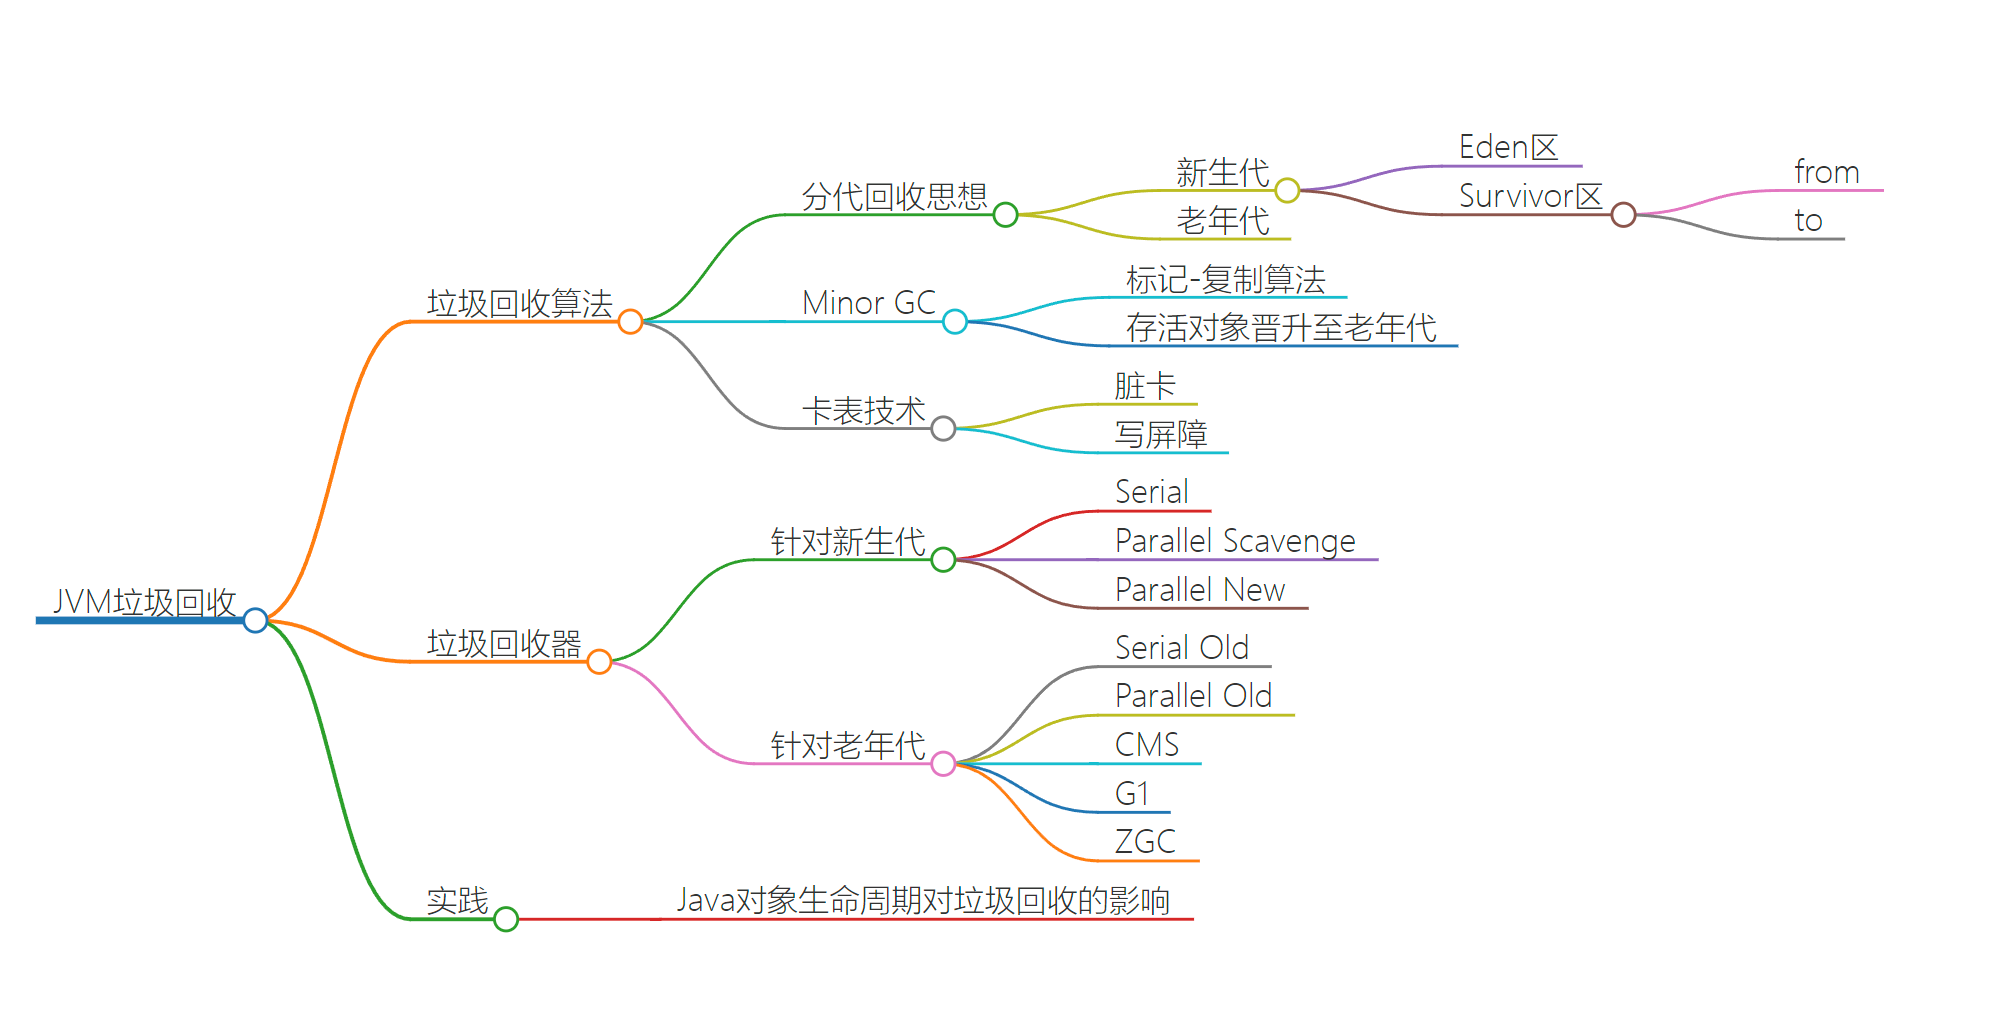 JVM垃圾回收
垃圾回收算法
分代回收思想
新生代
Eden区
Survivor区
from
to
老年代
Minor GC
标记-复制算法
存活对象晋升至老年代
卡表技术
脏卡
写屏障
垃圾回收器
针对新生代
Serial
Parallel Scavenge
Parallel New
针对老年代
Serial Old
Parallel Old
CMS
G1
ZGC
实践
Java对象生命周期对垃圾回收的影响